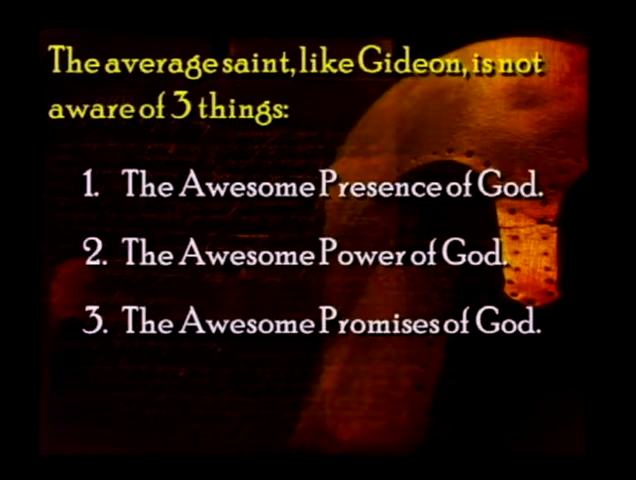 The average saint, like Gideon, is not
aware of 3 things:
1. The Awesome Presence of God.
2. The Awesome Power of God.
3. The Awesome Promises of God.